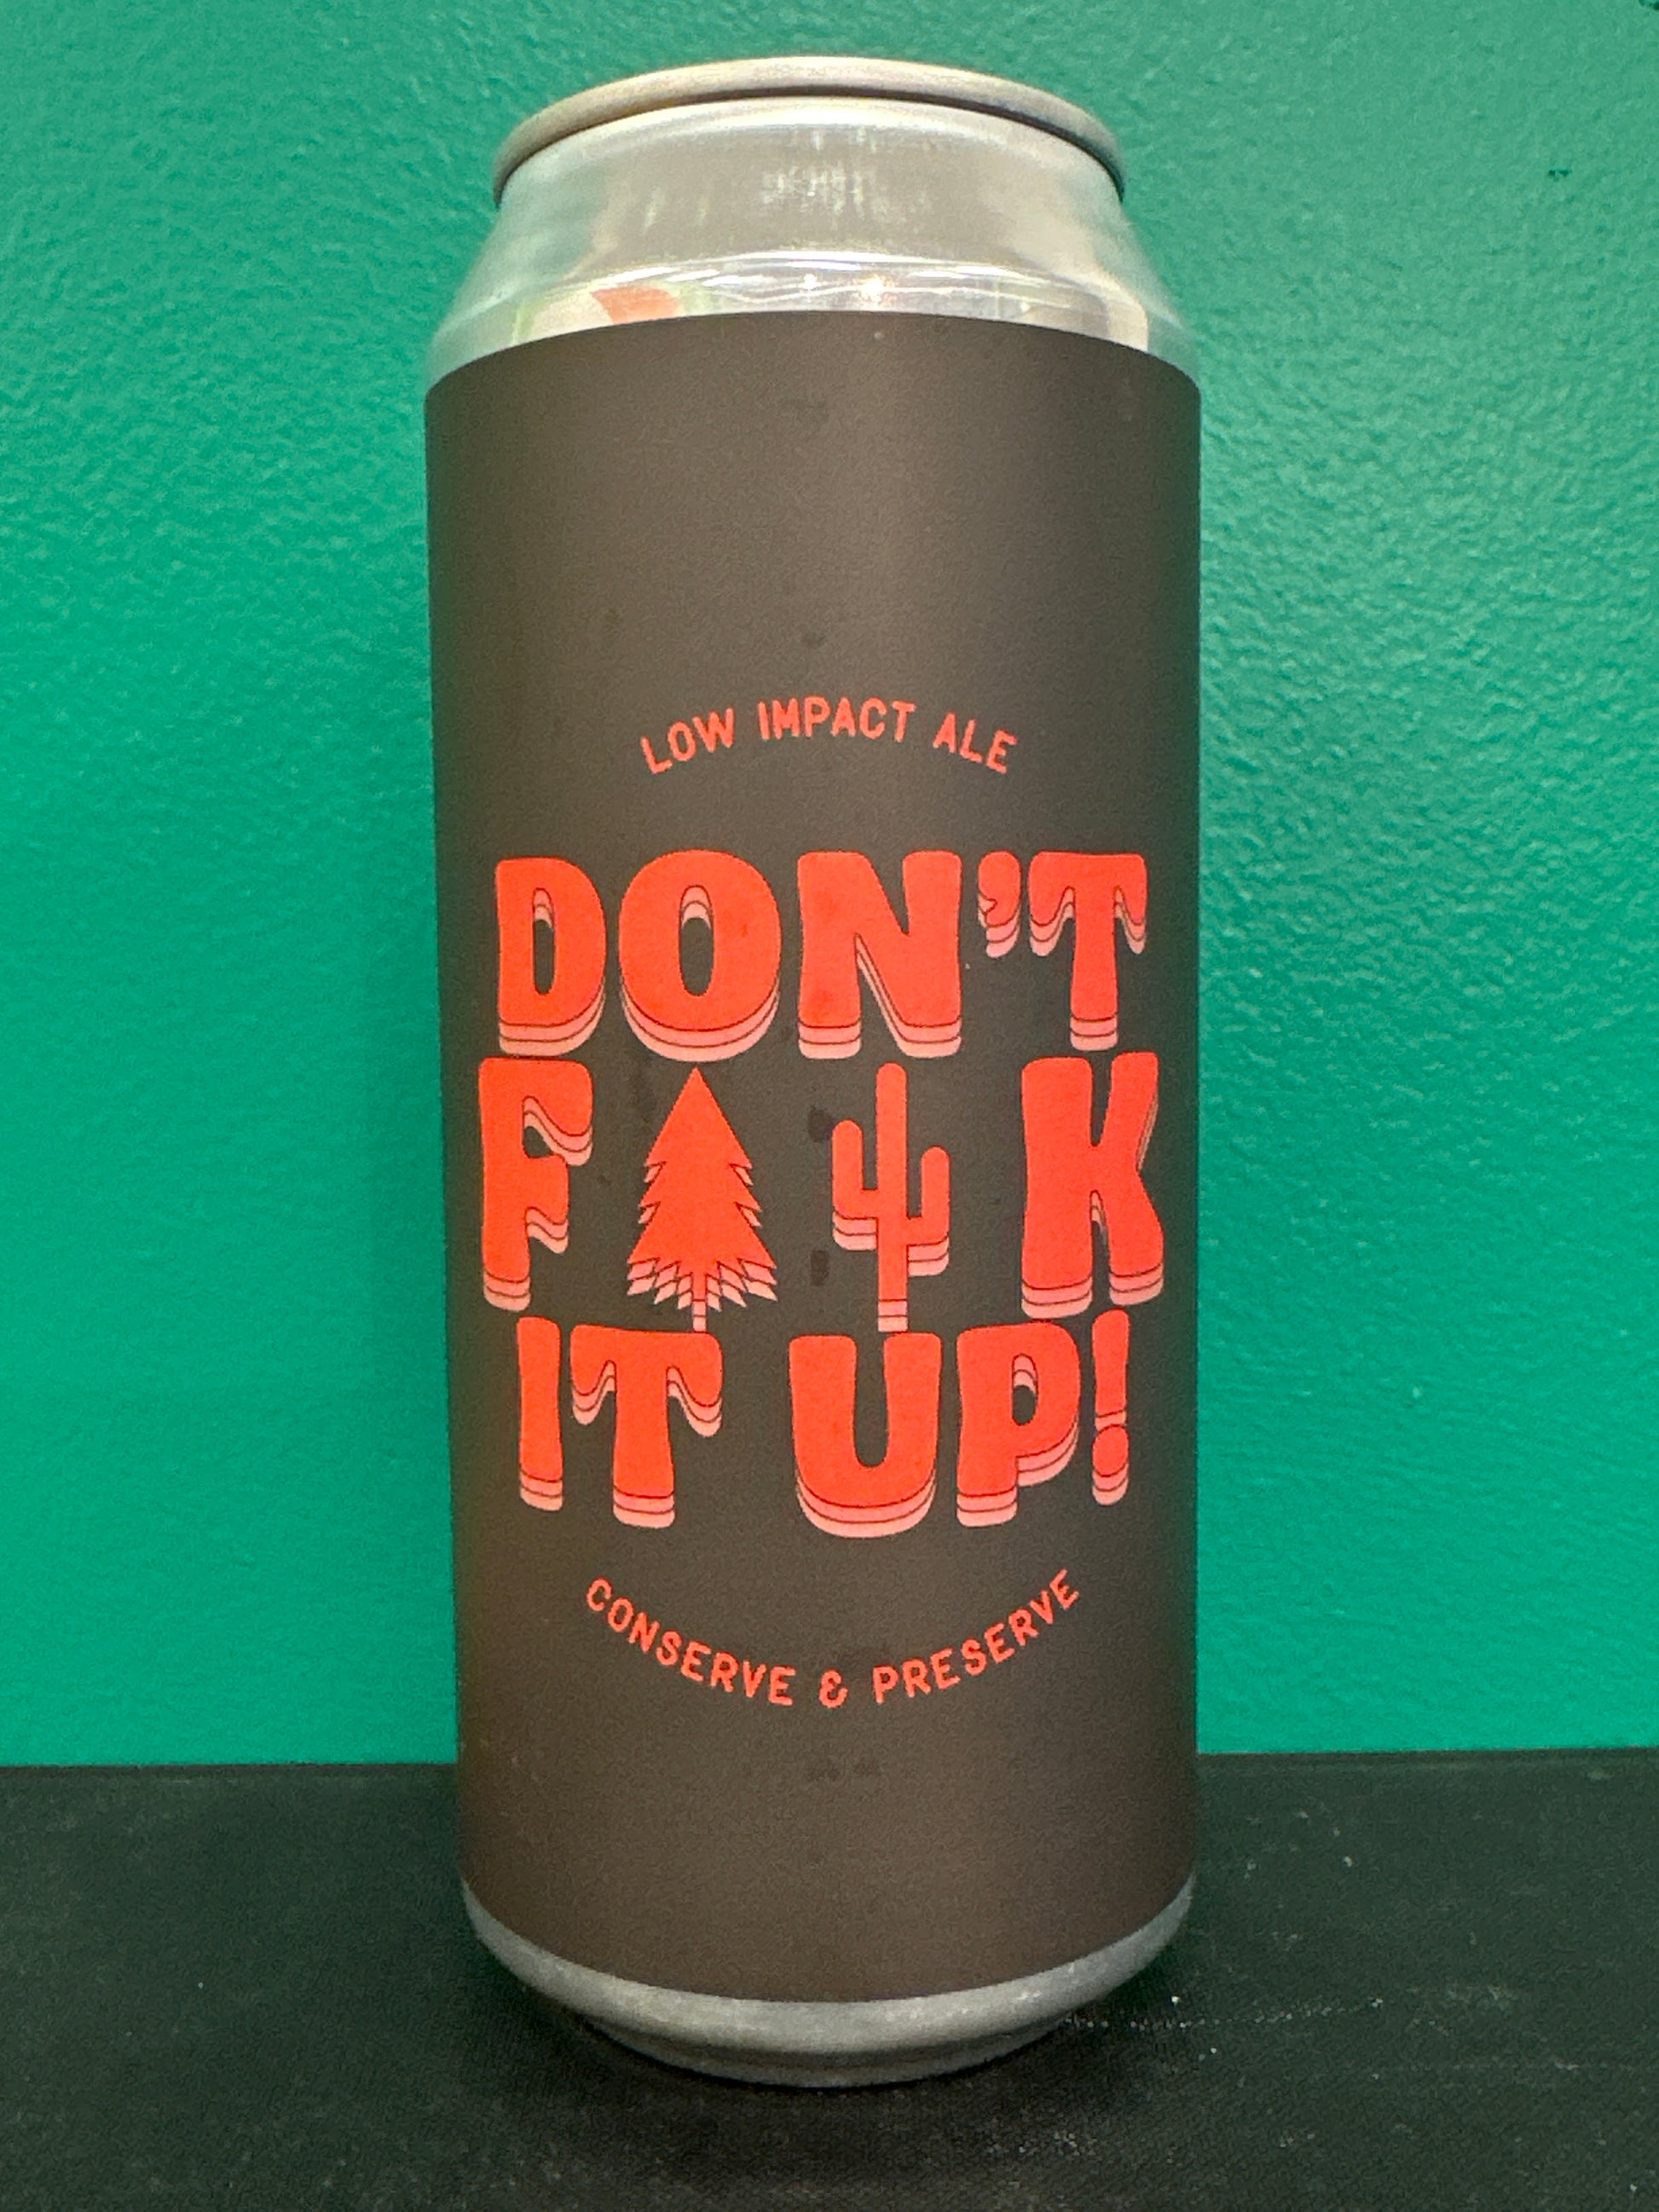 LOW IMPACT ALE
DON'T
F K
IT UP!
CONSERVE & PRESERVE